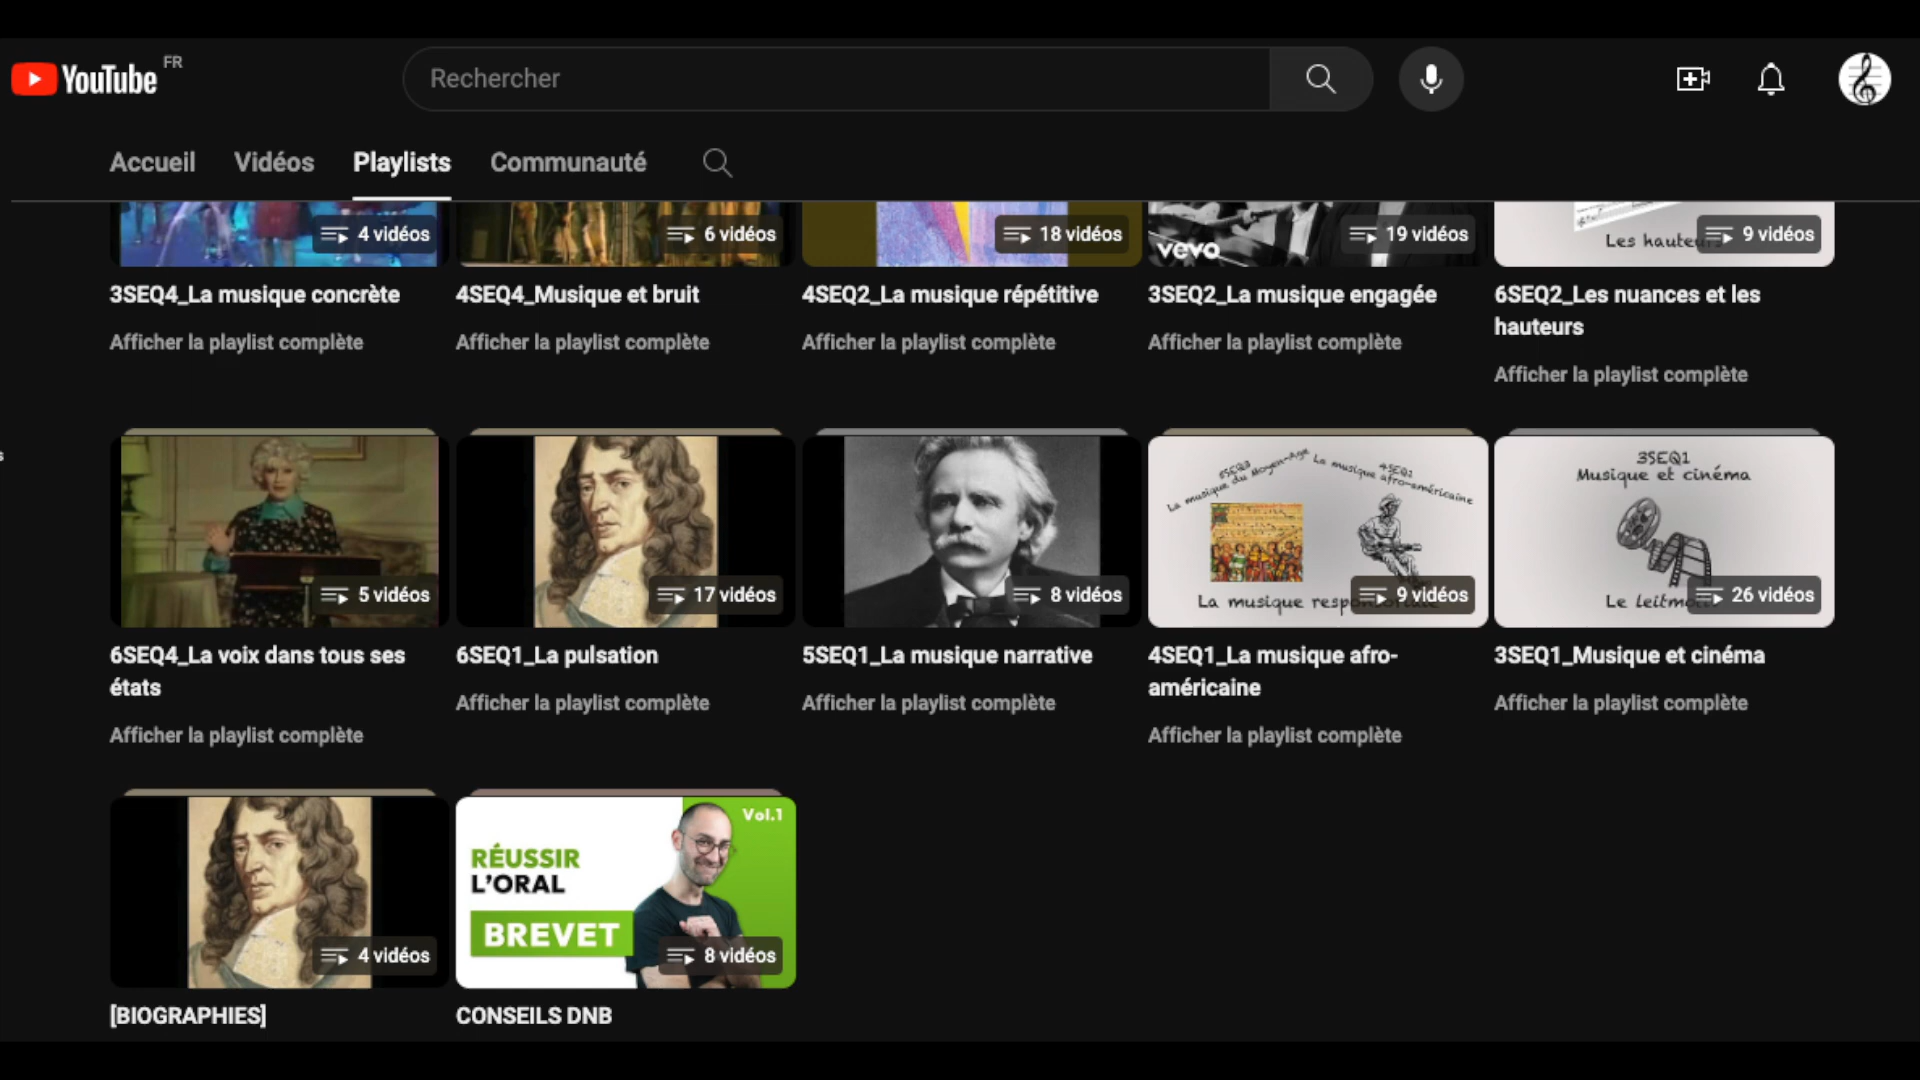 YouTube FR
Rechercher
Accueil Vidéos Playlists Communauté
4 vidéos
6 vidéos
18 vidéos
vevo 19 vidéos
Les 9 vidéos
3SEQ4_La musique concrète
Afficher la playlist complète
4SEQ4_Musique et bruit
Afficher la playlist complète
4SEQ2_La musique répétitive
Afficher la playlist complète
3SEQ2_La musique engagée
Afficher la playlist complète
6SEQ2_Les nuances et les
hauteurs
Afficher la playlist complète
5 vidéos
6SEQ4_La voix dans tous ses
états
Afficher la playlist complète
17 vidéos
6SEQ1_La pulsation
Afficher la playlist complète
8 vidéos
5SEQ1_La musique narrative
Afficher la playlist complète
5SEQ3
La musique du Moyen-Age
4SEQ1
La musique afro-américaine
La musique
9 vidéos
4SEQ1_La musique afro-
américaine
Afficher la playlist complète
3SEQ1
Musique et cinéma
Le
26 vidéos
3SEQ1_Musique et cinéma
Afficher la playlist complète
4 vidéos
[BIOGRAPHIES]
Vol.1
RÉUSSIR
L'ORAL
BREVET
8 vidéos
CONSEILS DNB